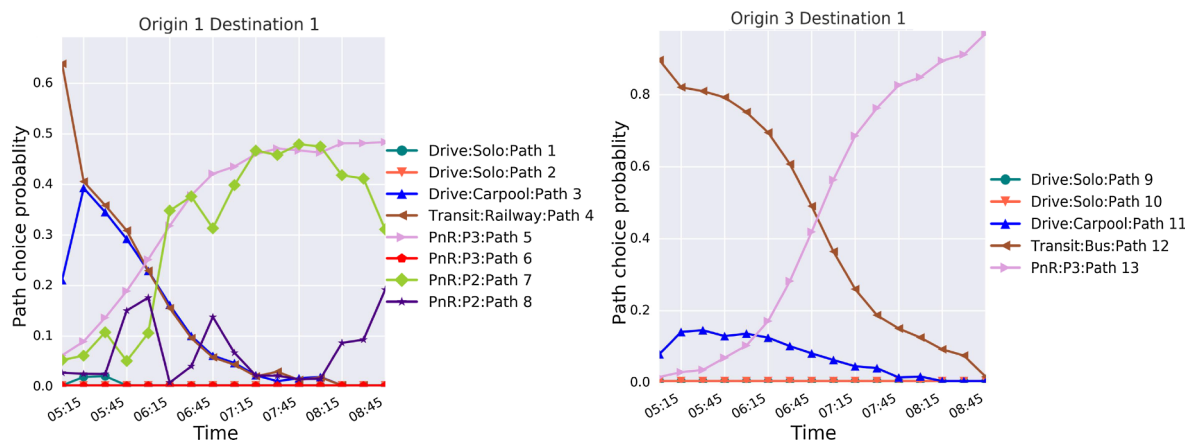 Origin 1 Destination 1
Path choice probablity
0.6
0.5
0.4
0.3
0.2
0.1
0.0
05:15
05:45
06:15
06:45
07:15
07:45
08:15
08:45
Time
Drive:Solo:Path 1
Drive:Solo:Path 2
Drive:Carpool:Path 3
Transit:Railway:Path 4
PnR:P3:Path 5
PnR:P3:Path 6
PnR:P2:Path 7
PnR:P2:Path 8
Origin 3 Destination 1
Path choice probablity
0.8
0.6
0.4
0.2
0.0
05:15
05:45
06:15
06:45
07:15
07:45
08:15
08:45
Time
Drive:Solo:Path 9
Drive:Solo:Path 10
Drive:Carpool:Path 11
Transit:Bus:Path 12
PnR:P3:Path 13